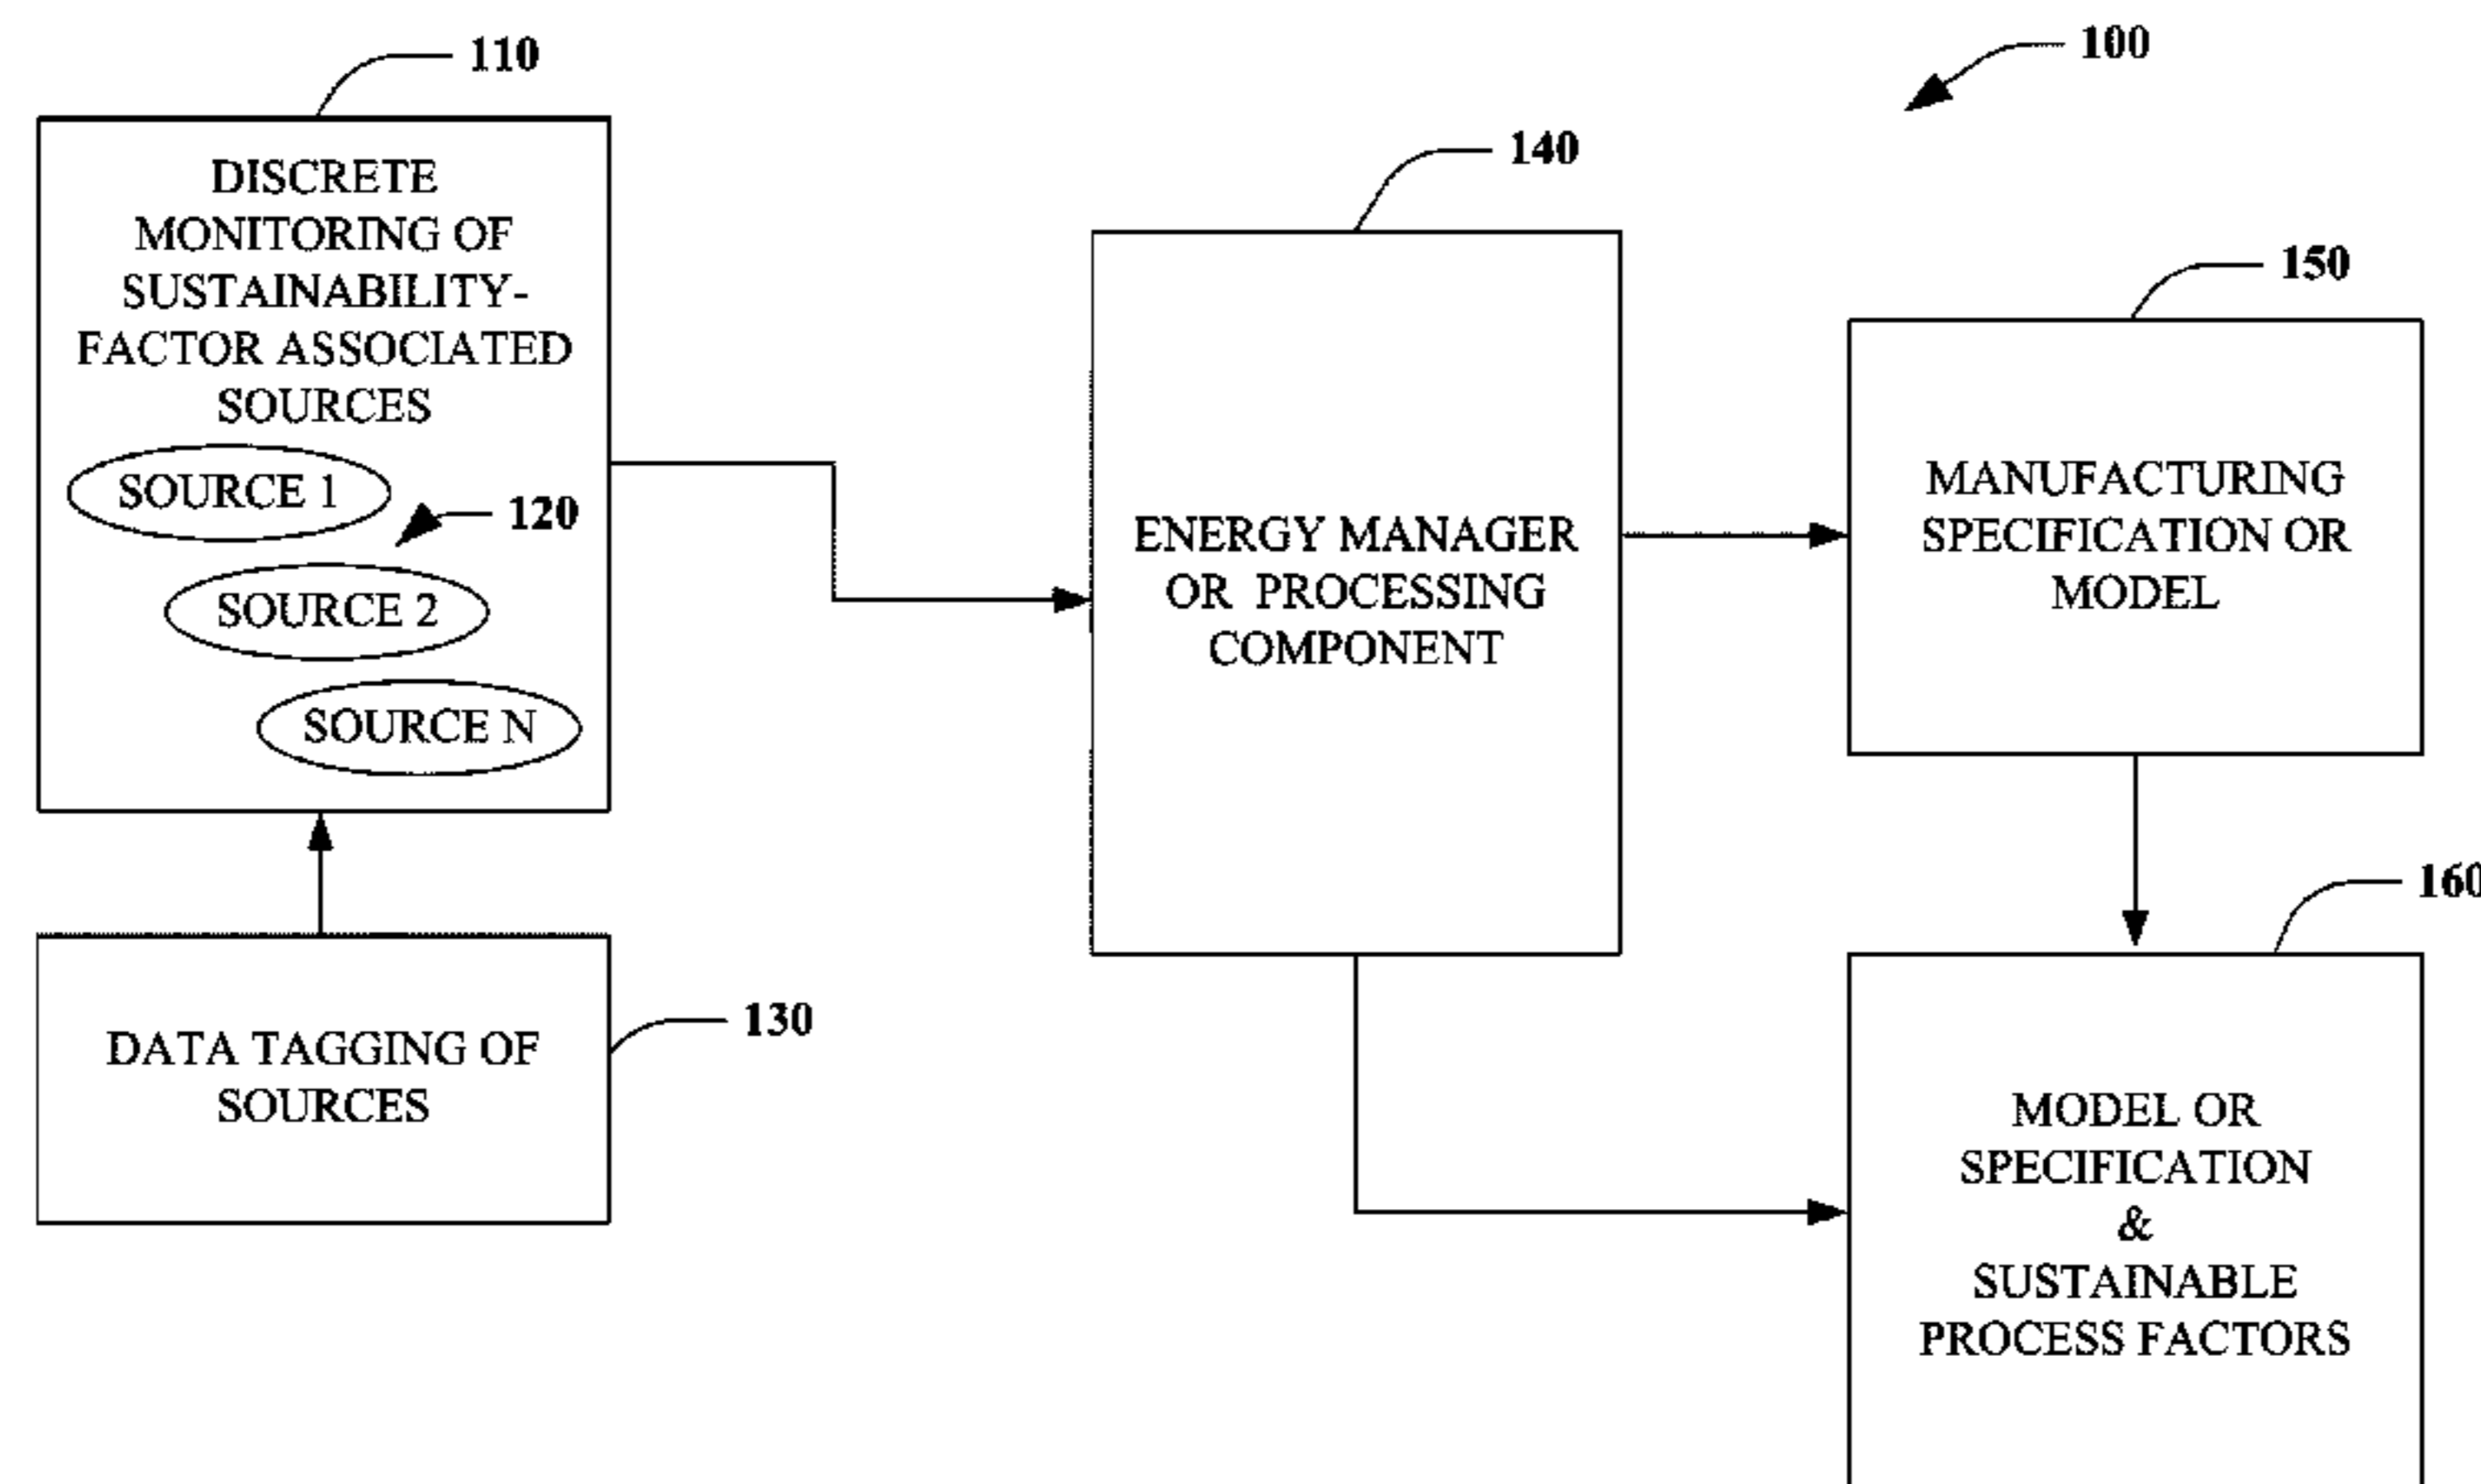 100
110
DISCRETE
MONITORING OF
SUSTAINABILITY-
FACTOR ASSOCIATED
SOURCES
SOURCE 1
120
SOURCE 2
SOURCE N
130
DATA TAGGING OF
SOURCES
140
ENERGY MANAGER
OR PROCESSING
COMPONENT
150
MANUFACTURING
SPECIFICATION OR
MODEL
160
MODEL OR
SPECIFICATION
&
SUSTAINABLE
PROCESS FACTORS